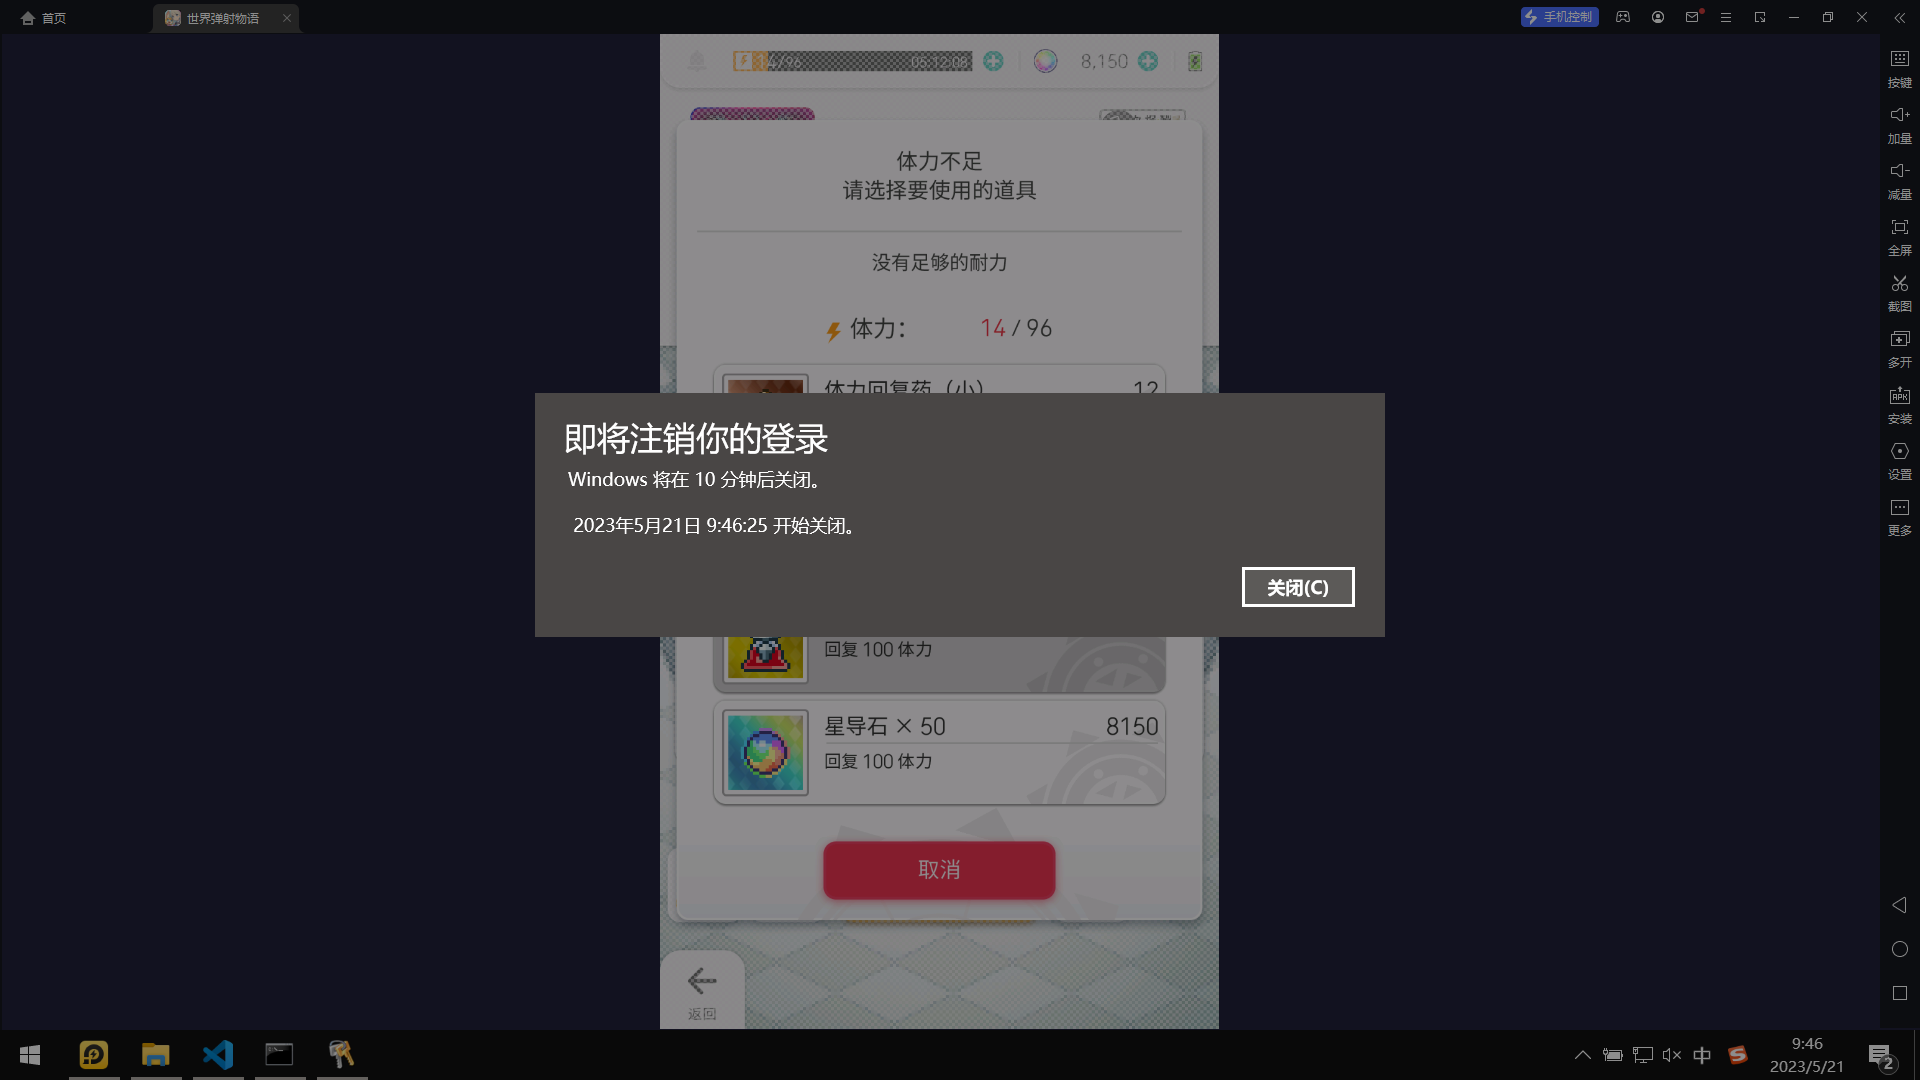 首页
世界弹射物语
手机控制
14/96
05:12:08
8,150
体力不足
请选择要使用的道具
没有足够的耐力
体力：
14 / 96
体力回复药（小）
12
即将注销你的登录
Windows 将在 10 分钟后关闭。
2023年5月21日 9:46:25 开始关闭。
关闭(C)
回复 100 体力
星导石 × 50
8150
回复 100 体力
取消
返回
按键
加量
减量
全屏
截图
多开
APK
安装
设置
更多
中
9:46
2023/5/21
2